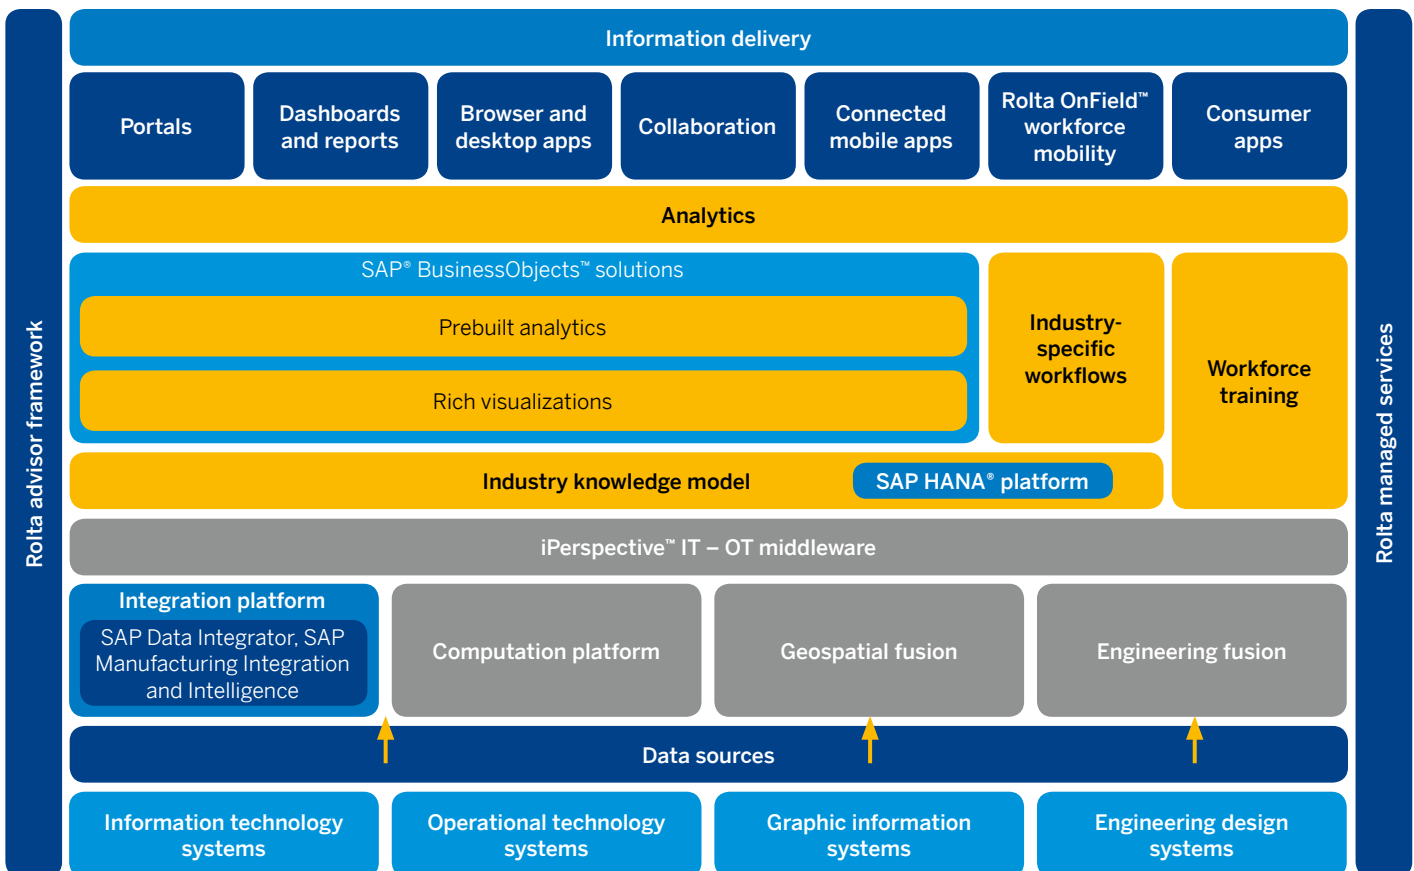 Information delivery
Portals
Dashboards
and reports
Browser and
desktop apps
Collaboration
Connected
mobile apps
Rolta OnField™
workforce
mobility
Consumer
apps
Analytics
SAP® BusinessObjects™ solutions
Prebuilt analytics
Rich visualizations
Industry-
specific
workflows
Workforce
training
Industry knowledge model
SAP HANA® platform
iPerspective™ IT – OT middleware
Integration platform
SAP Data Integrator, SAP
Manufacturing Integration
and Intelligence
Computation platform
Geospatial fusion
Engineering fusion
Data sources
Information technology
systems
Operational technology
systems
Graphic information
systems
Engineering design
systems
Rolta advisor framework
Rolta managed services